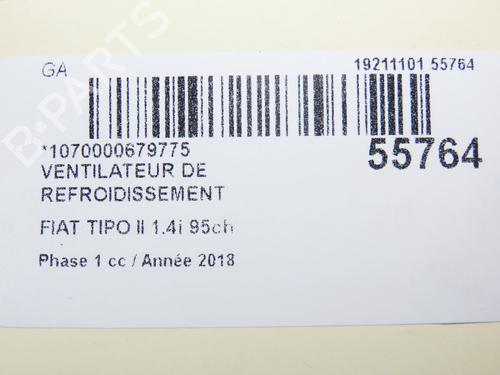 GA
19211101 55764
*1070000679775
55764
VENTILATEUR DE
REFROIDISSEMENT
FIAT TIPO II 1.4i 95ch
Phase 1 cc / Année 2018
B-PARTS